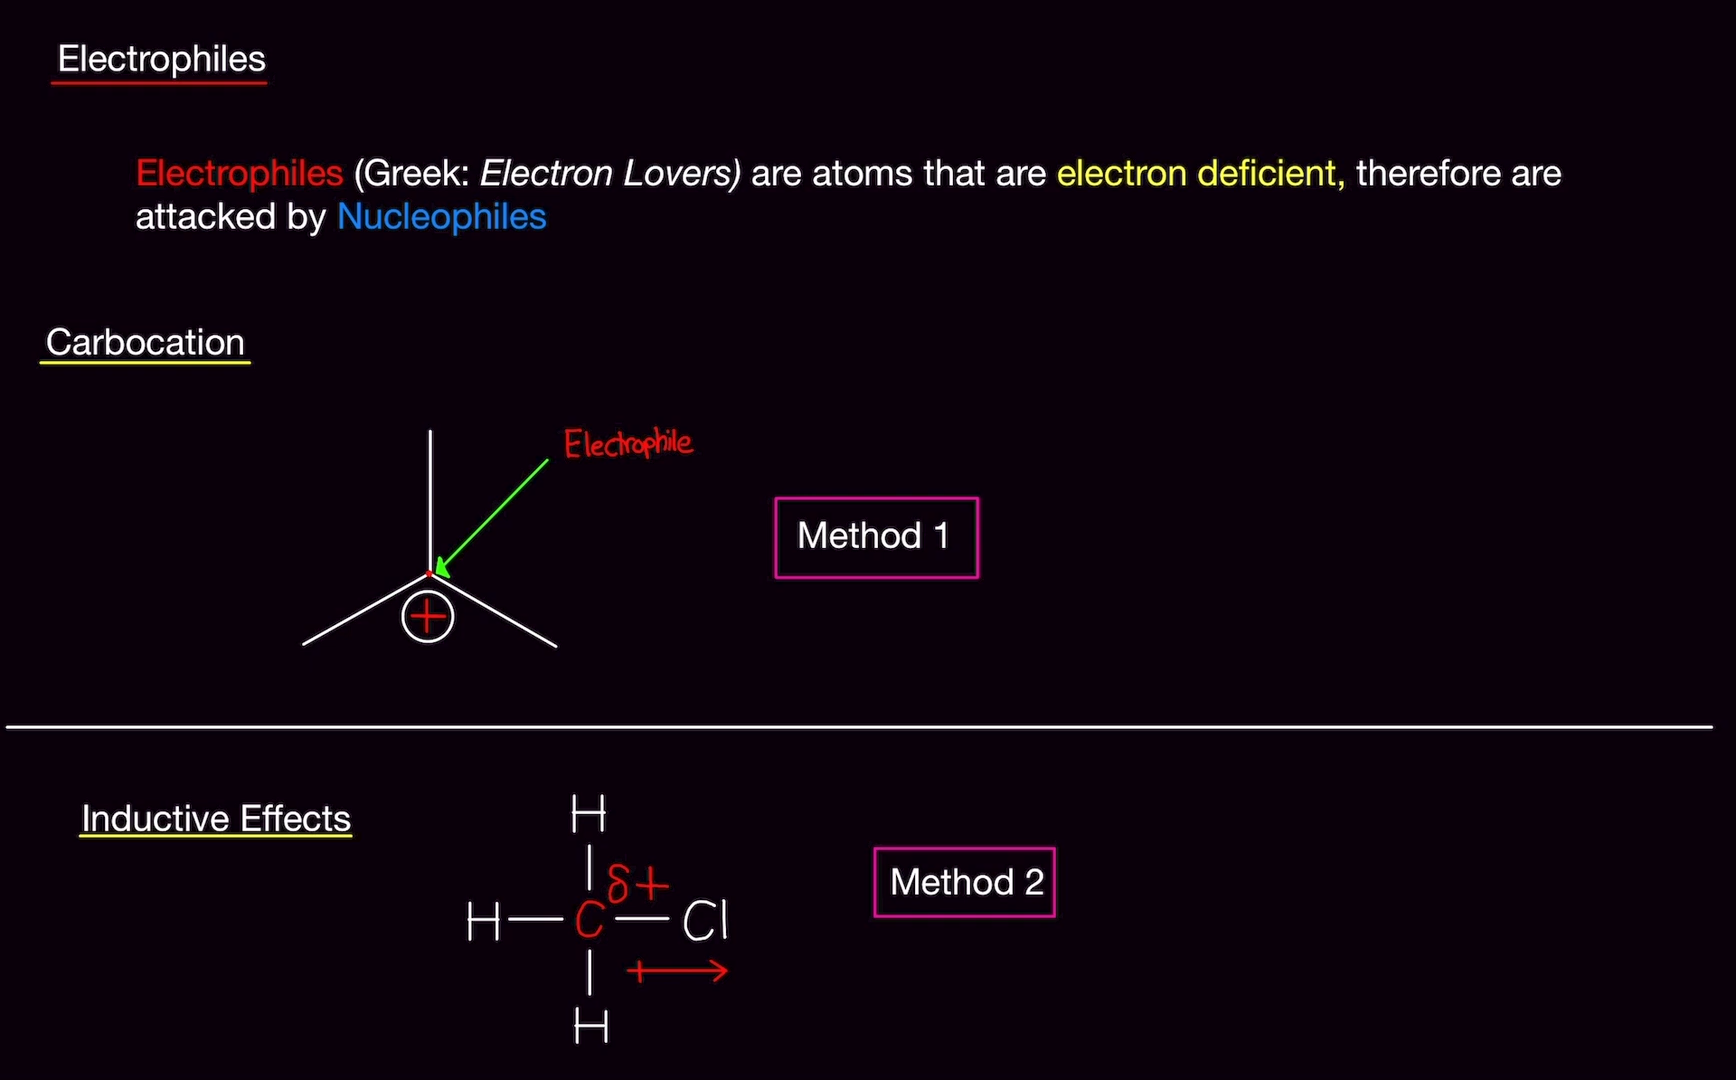 Electrophiles
Electrophiles (Greek: Electron Lovers) are atoms that are electron deficient, therefore are
attacked by Nucleophiles
Carbocation
Electrophile
Method 1
+
Inductive Effects
H
δ+
H—C—Cl
H
Method 2